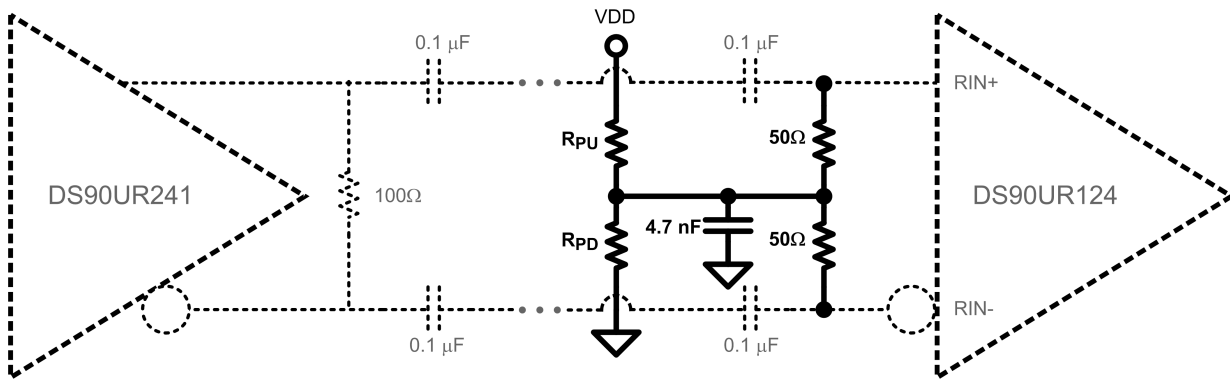 VDD
0.1 μF
0.1 μF
RIN+
RPU
50Ω
DS90UR241
100Ω
DS90UR124
RPD
4.7 nF
50Ω
RIN-
0.1 μF
0.1 μF